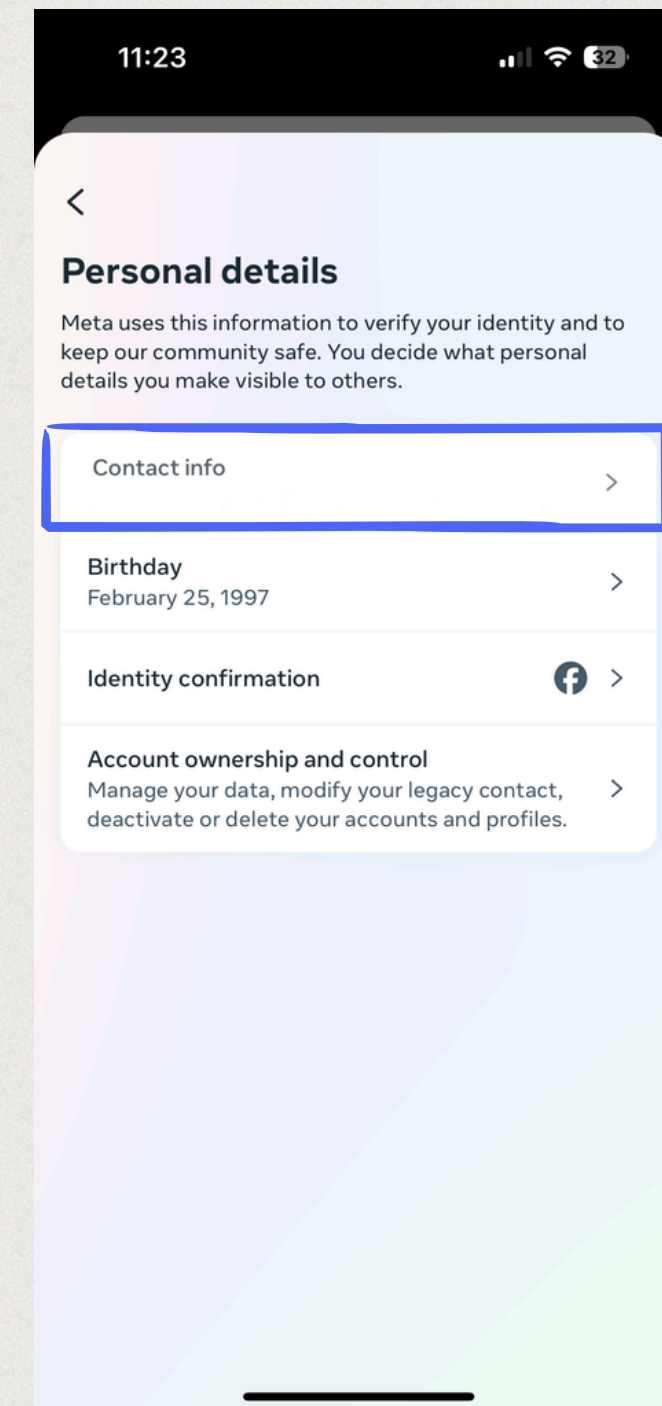 11:23
32
Personal details
Meta uses this information to verify your identity and to
keep our community safe. You decide what personal
details you make visible to others.
Contact info
Birthday
February 25, 1997
Identity confirmation
Account ownership and control
Manage your data, modify your legacy contact,
deactivate or delete your accounts and profiles.